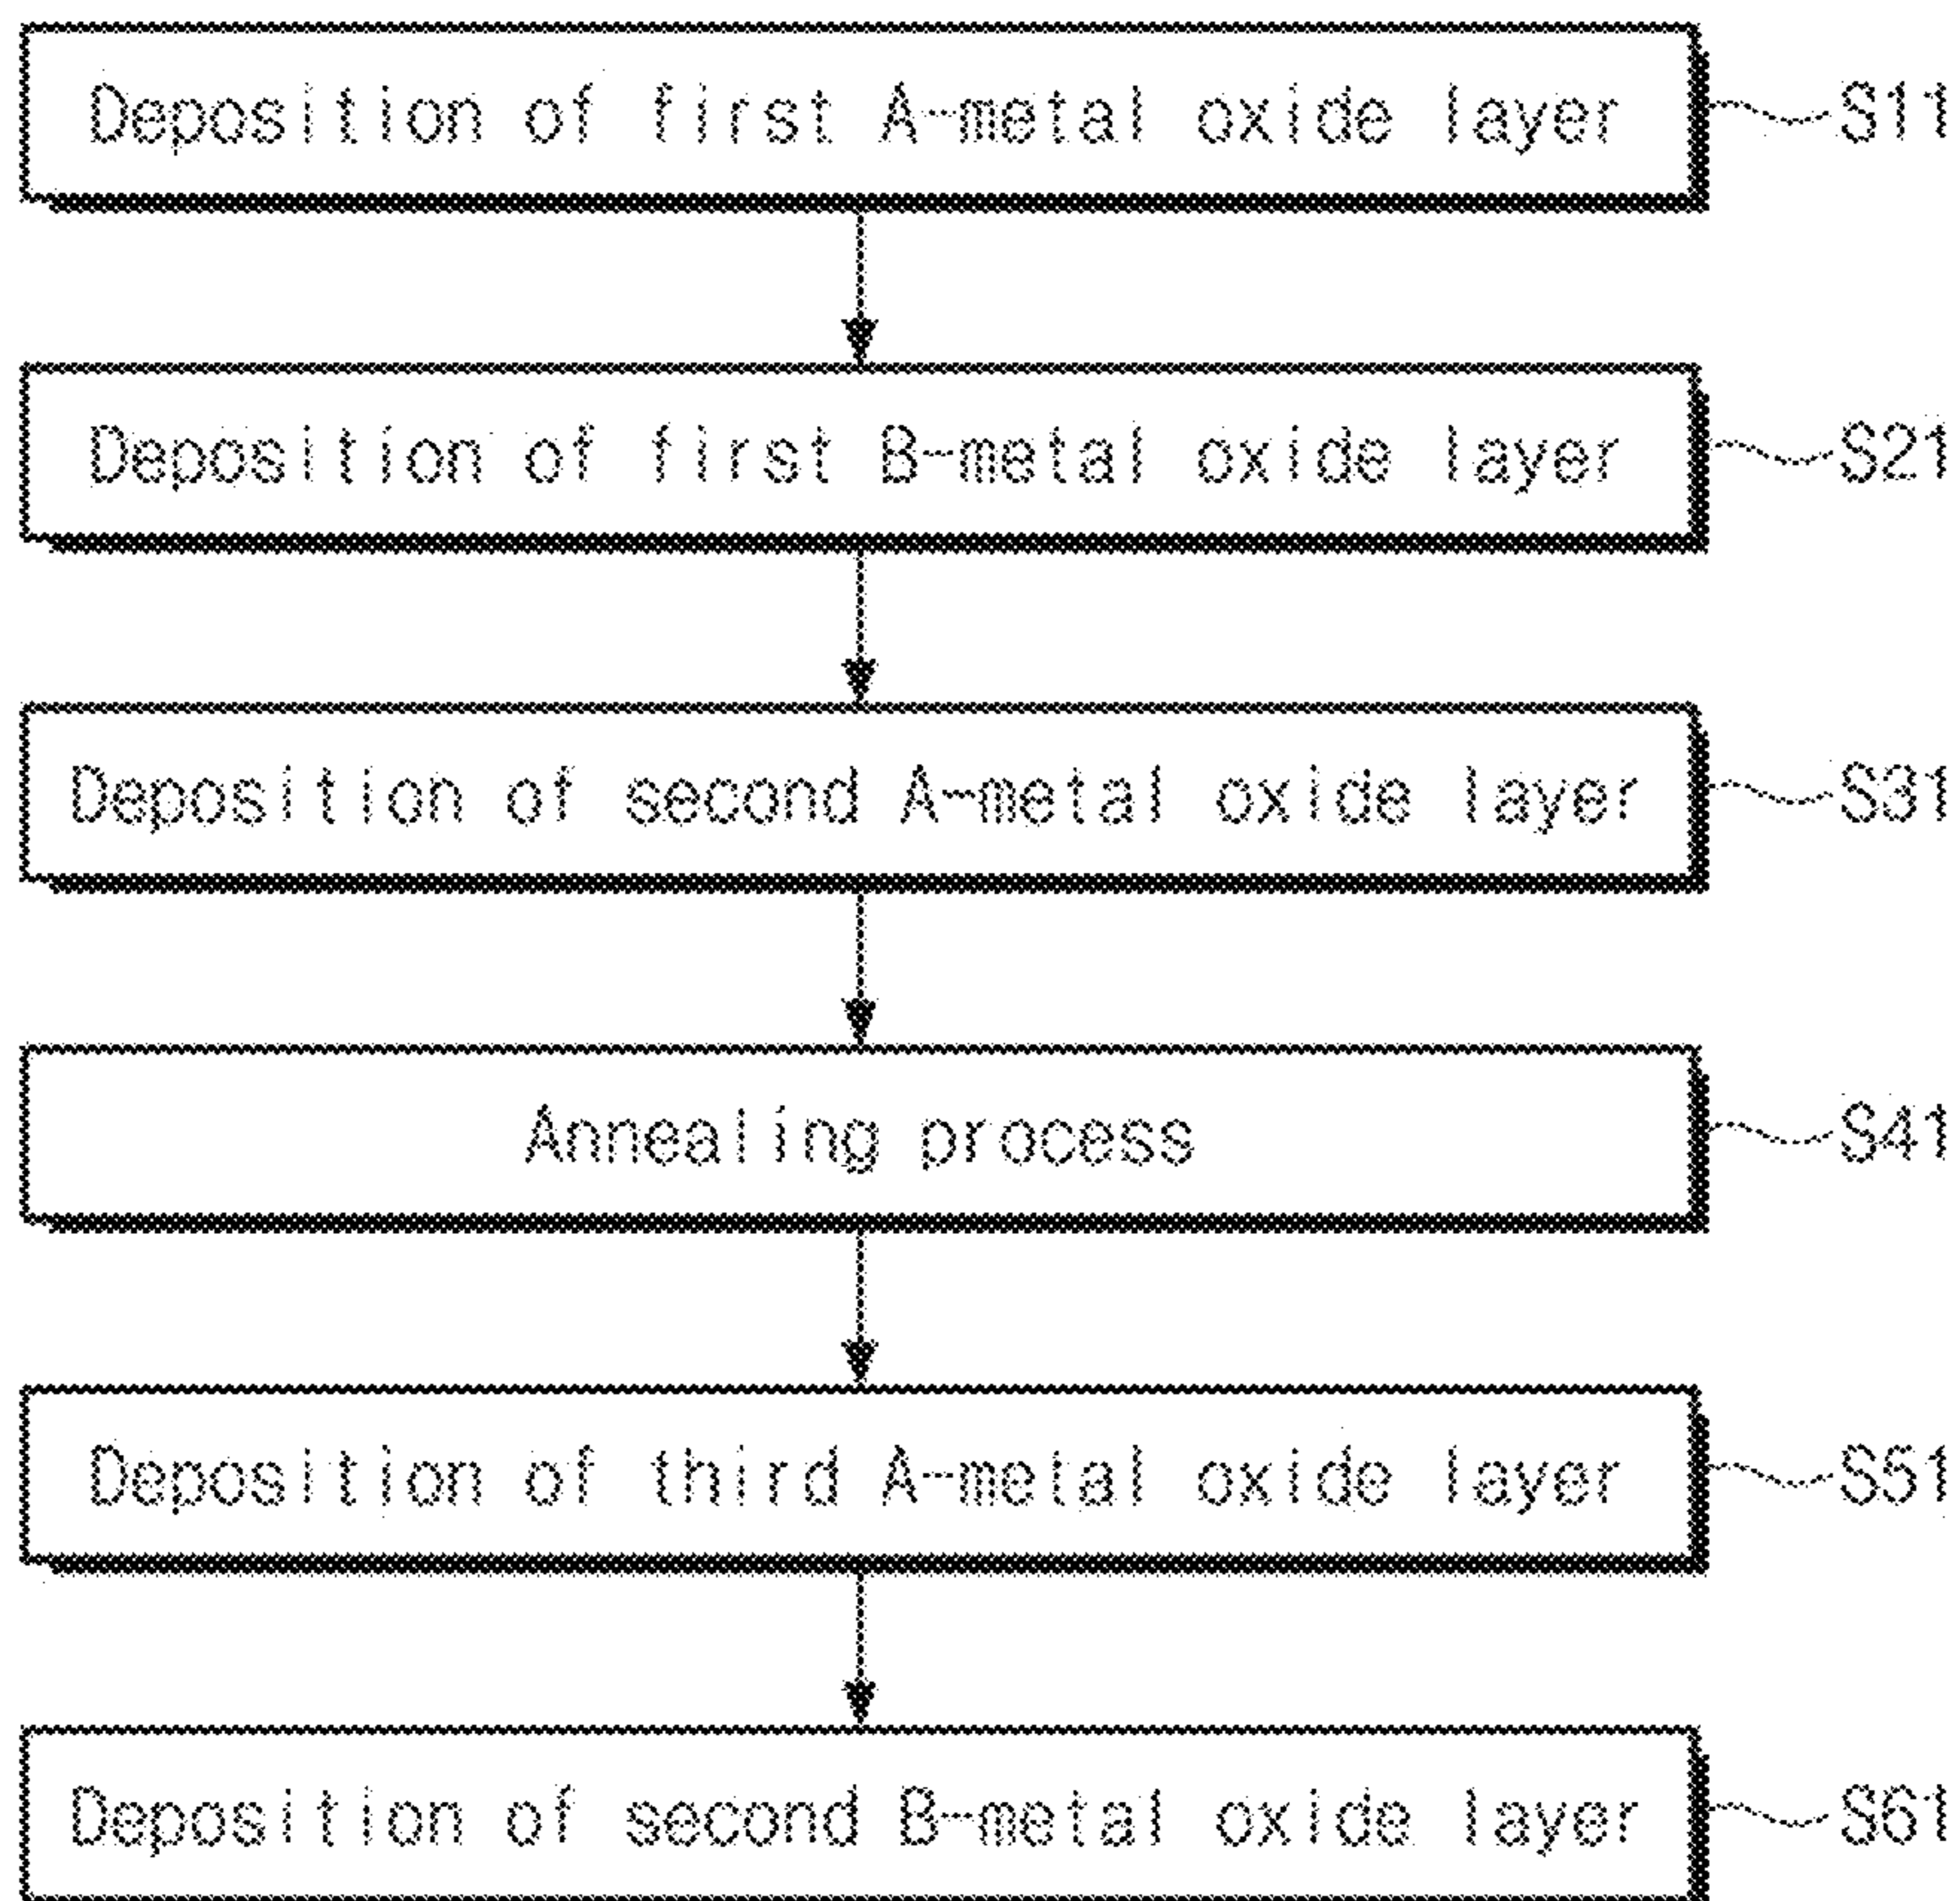 Deposition of first A-metal oxide layer S11
Deposition of first B-metal oxide layer S21
Deposition of second A-metal oxide layer S31
Annealing process S41
Deposition of third A-metal oxide layer S51
Deposition of second B-metal oxide layer S61